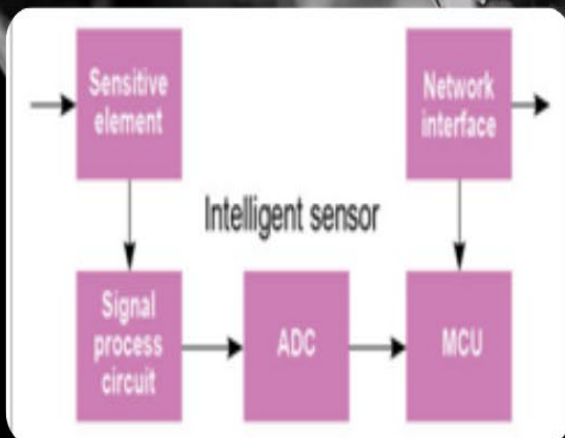 Sensitive
element
Network
interface
Intelligent sensor
Signal
process
circuit
ADC
MCU